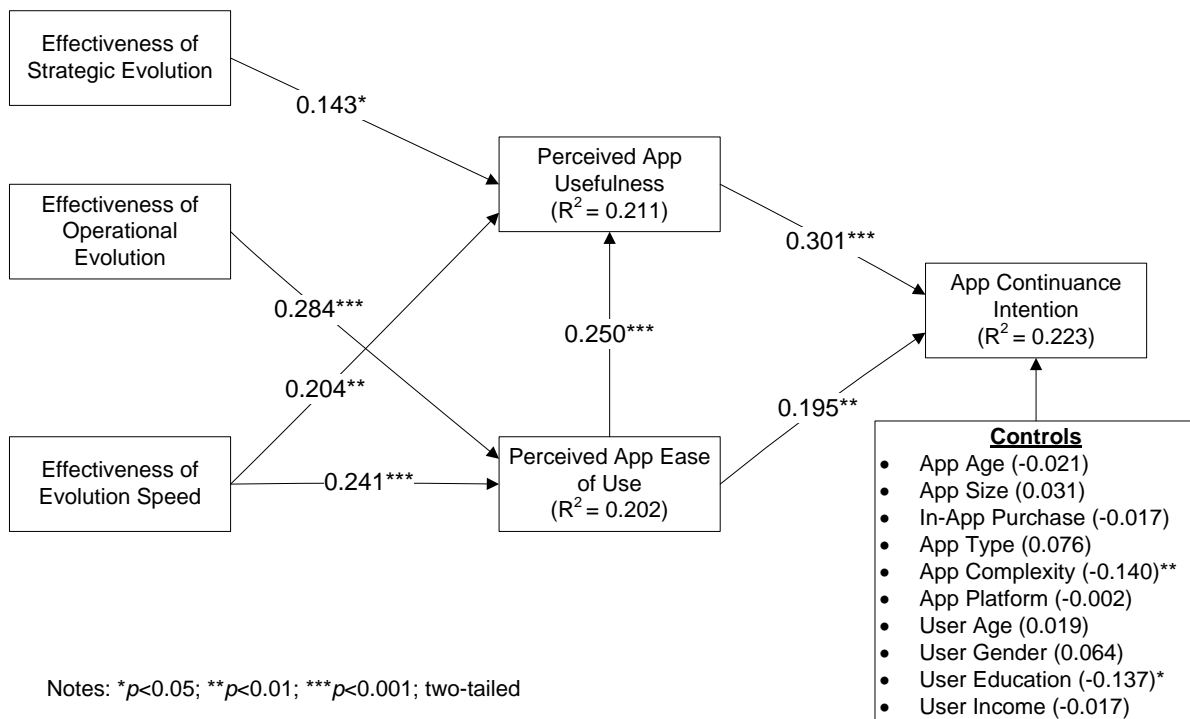 Effectiveness of
Strategic Evolution
0.143*
Perceived App
Usefulness
(R² = 0.211)
Effectiveness of
Operational
Evolution
0.301***
App Continuance
Intention
(R² = 0.223)
0.284***
0.250***
0.204**
0.195**
Effectiveness of
Evolution Speed
0.241***
Perceived App Ease
of Use
(R² = 0.202)
Controls
• App Age (-0.021)
• App Size (0.031)
• In-App Purchase (-0.017)
• App Type (0.076)
• App Complexity (-0.140)**
• App Platform (-0.002)
• User Age (0.019)
• User Gender (0.064)
• User Education (-0.137)*
• User Income (-0.017)
Notes: *p<0.05; **p<0.01; ***p<0.001; two-tailed